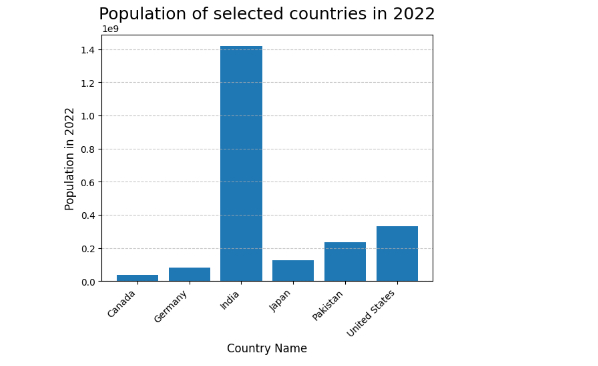 Population of selected countries in 2022
1e9
1.4
1.2
1.0
0.8
0.6
0.4
0.2
0.0
Population in 2022
Canada
Germany
India
Japan
Pakistan
United States
Country Name